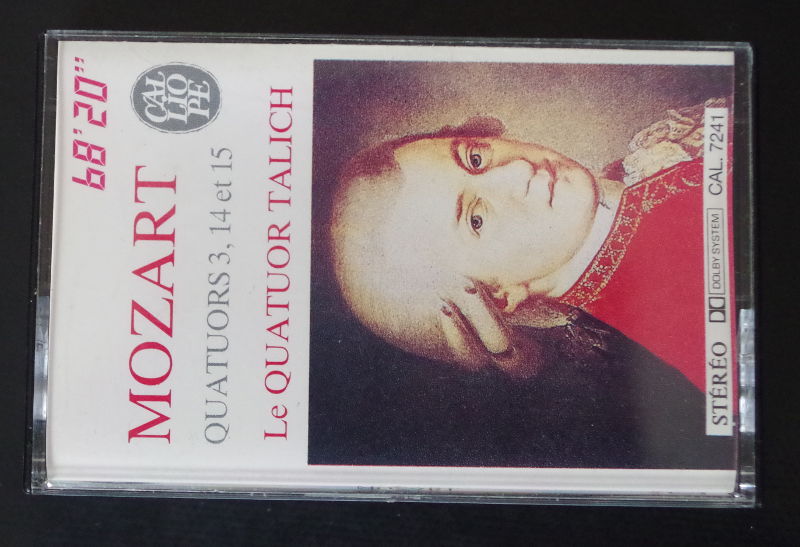 68'20"
CAL
LIO
PE
MOZART
QUATUORS 3, 14 et 15
Le QUATUOR TALICH
STÉRÉO DOLBY SYSTEM CAL. 7241